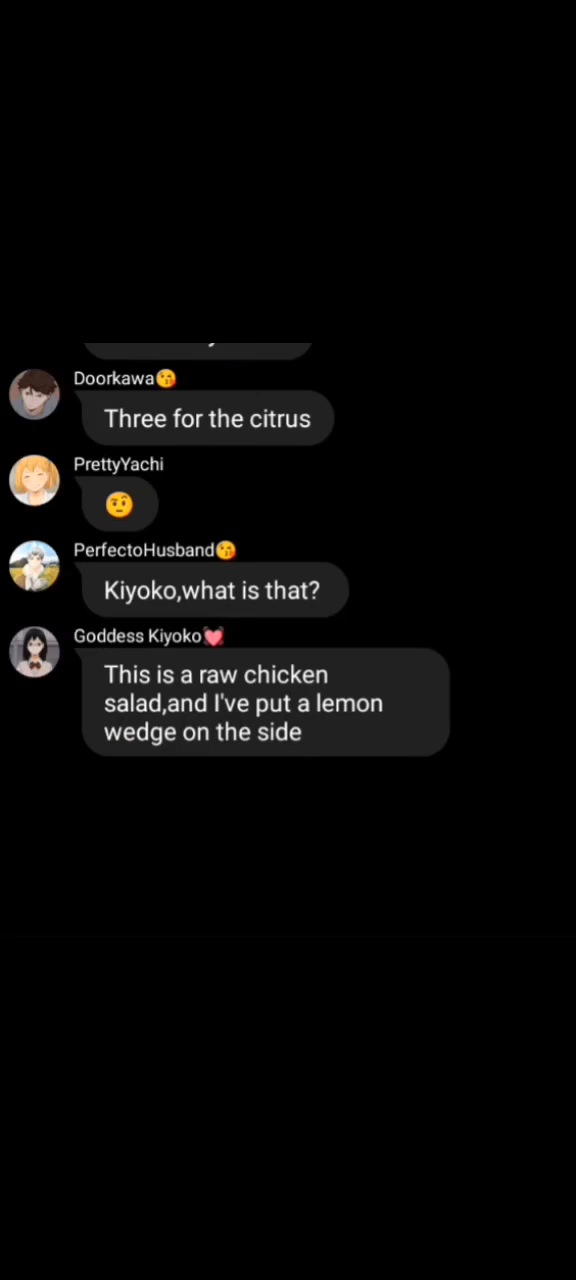 Doorkawa😘
Three for the citrus
PrettyYachi
🤨
PerfectoHusband😘
Kiyoko,what is that?
Goddess Kiyoko💓
This is a raw chicken
salad,and I've put a lemon
wedge on the side